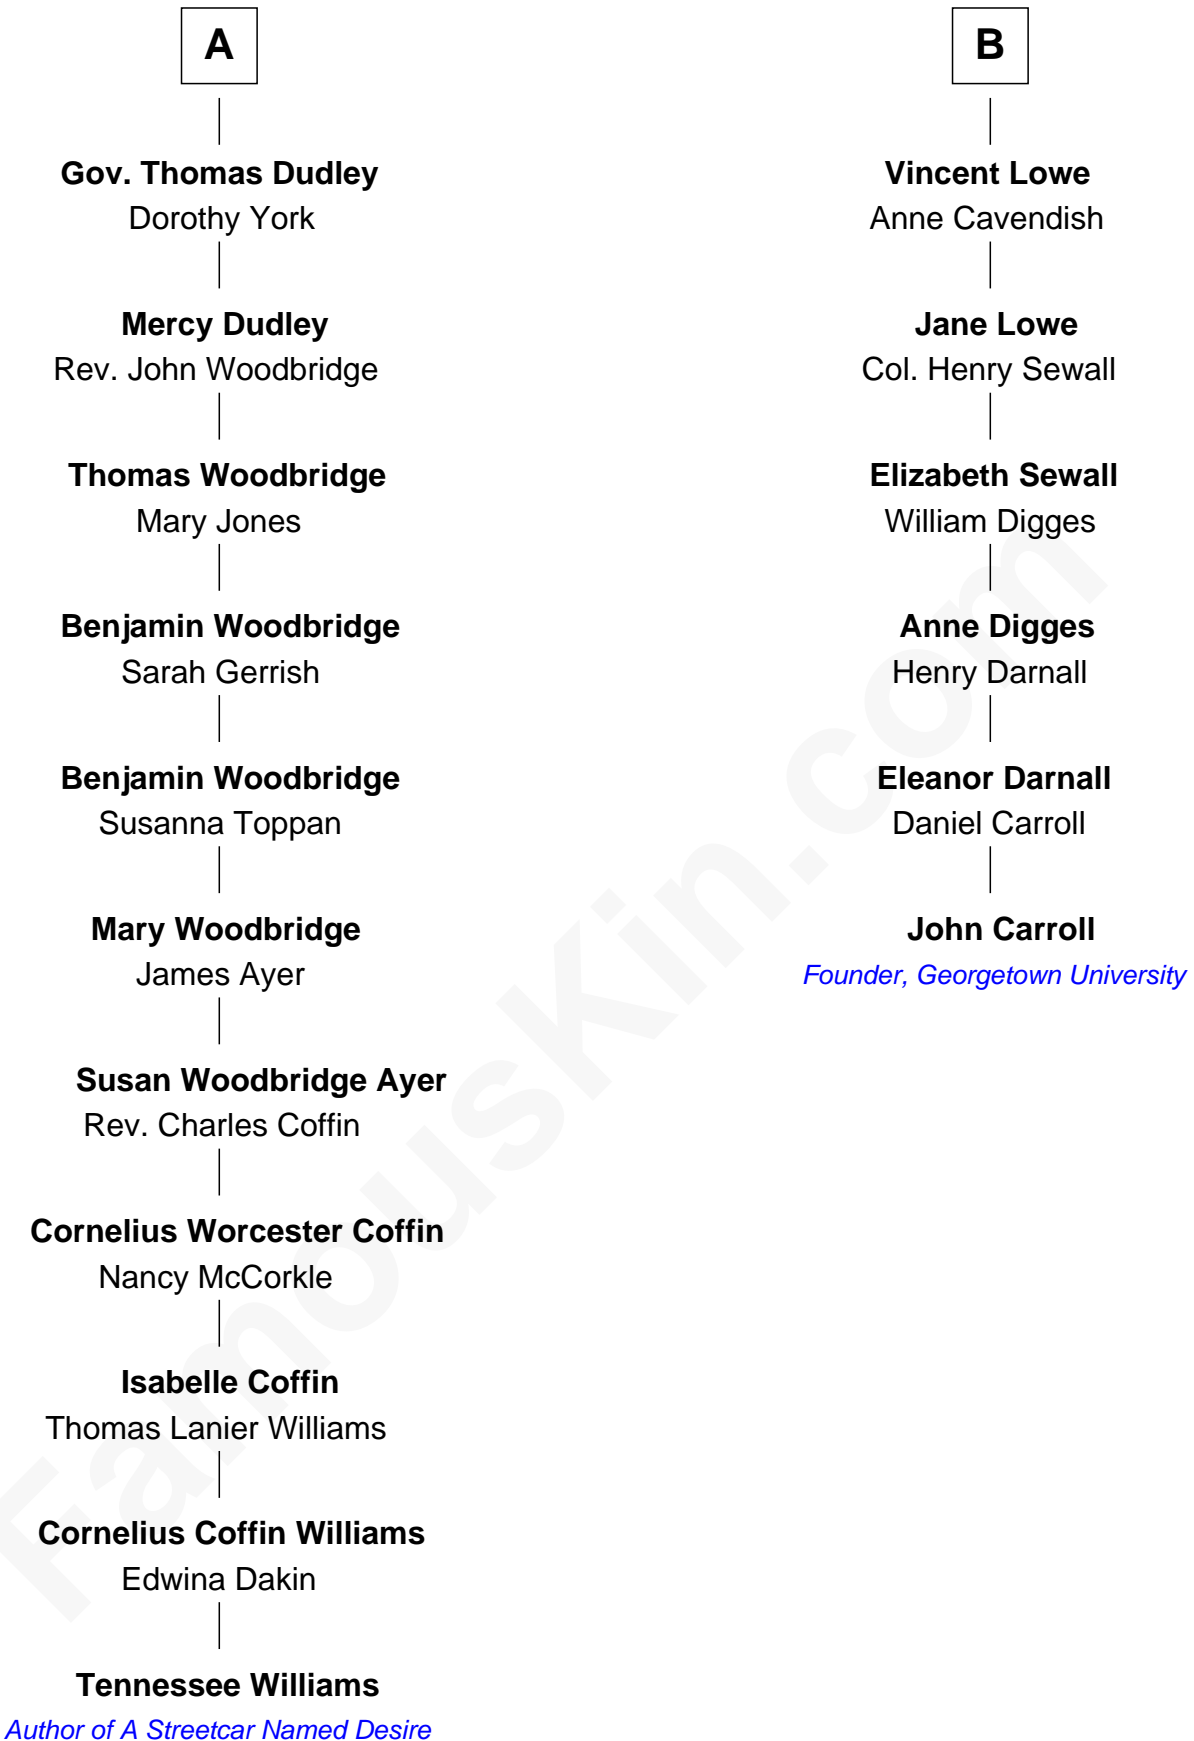 A
Gov. Thomas Dudley
Dorothy York
Mercy Dudley
Rev. John Woodbridge
Thomas Woodbridge
Mary Jones
Benjamin Woodbridge
Sarah Gerrish
Benjamin Woodbridge
Susanna Toppan
Mary Woodbridge
James Ayer
Susan Woodbridge Ayer
Rev. Charles Coffin
Cornelius Worcester Coffin
Nancy McCorkle
Isabelle Coffin
Thomas Lanier Williams
Cornelius Coffin Williams
Edwina Dakin
Tennessee Williams
Author of A Streetcar Named Desire
B
Vincent Lowe
Anne Cavendish
Jane Lowe
Col. Henry Sewall
Elizabeth Sewall
William Digges
Anne Digges
Henry Darnall
Eleanor Darnall
Daniel Carroll
John Carroll
Founder, Georgetown University
FamousKin.com